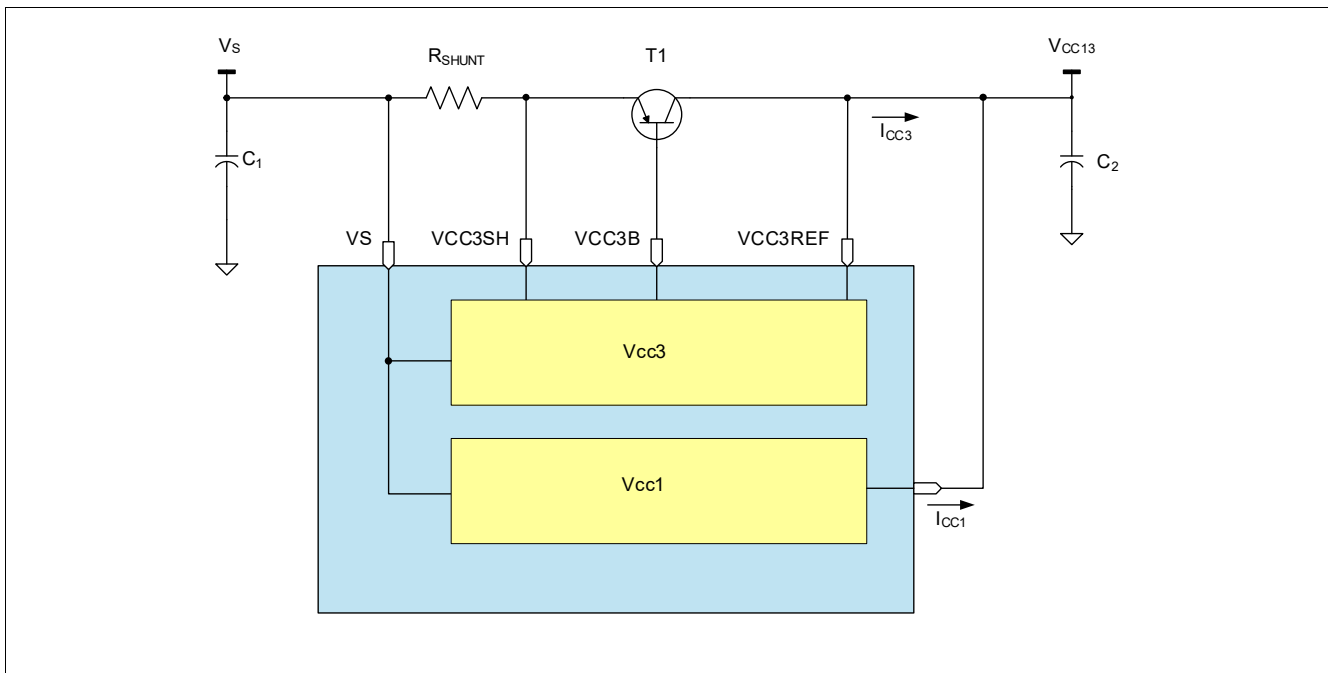 VS
RSHUNT
T1
VCC13
ICC3
C1
C2
VS
VCC3SH
VCC3B
VCC3REF
Vcc3
Vcc1
ICC1